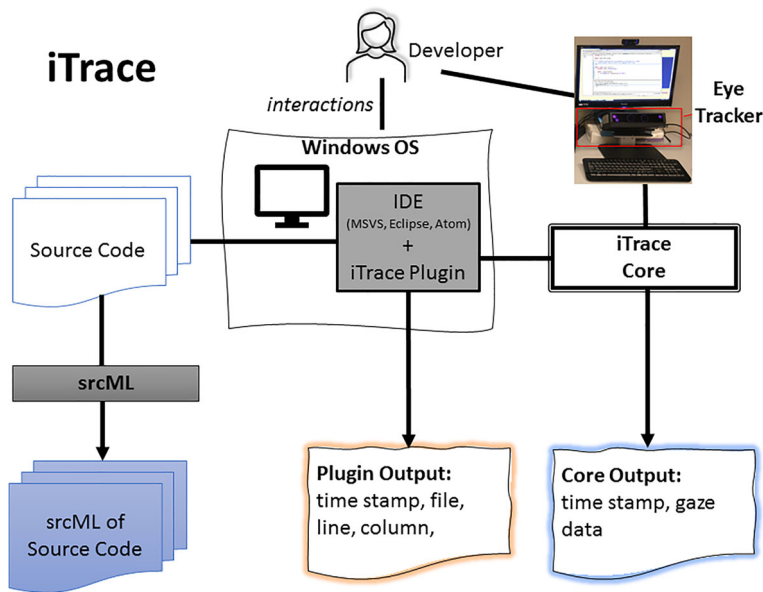 iTrace
Developer
interactions
Eye
Tracker
Windows OS
IDE
(MSVS, Eclipse, Atom)
+
iTrace Plugin
Source Code
iTrace
Core
srcML
srcML of
Source Code
Plugin Output:
time stamp, file,
line, column,
Core Output:
time stamp, gaze
data